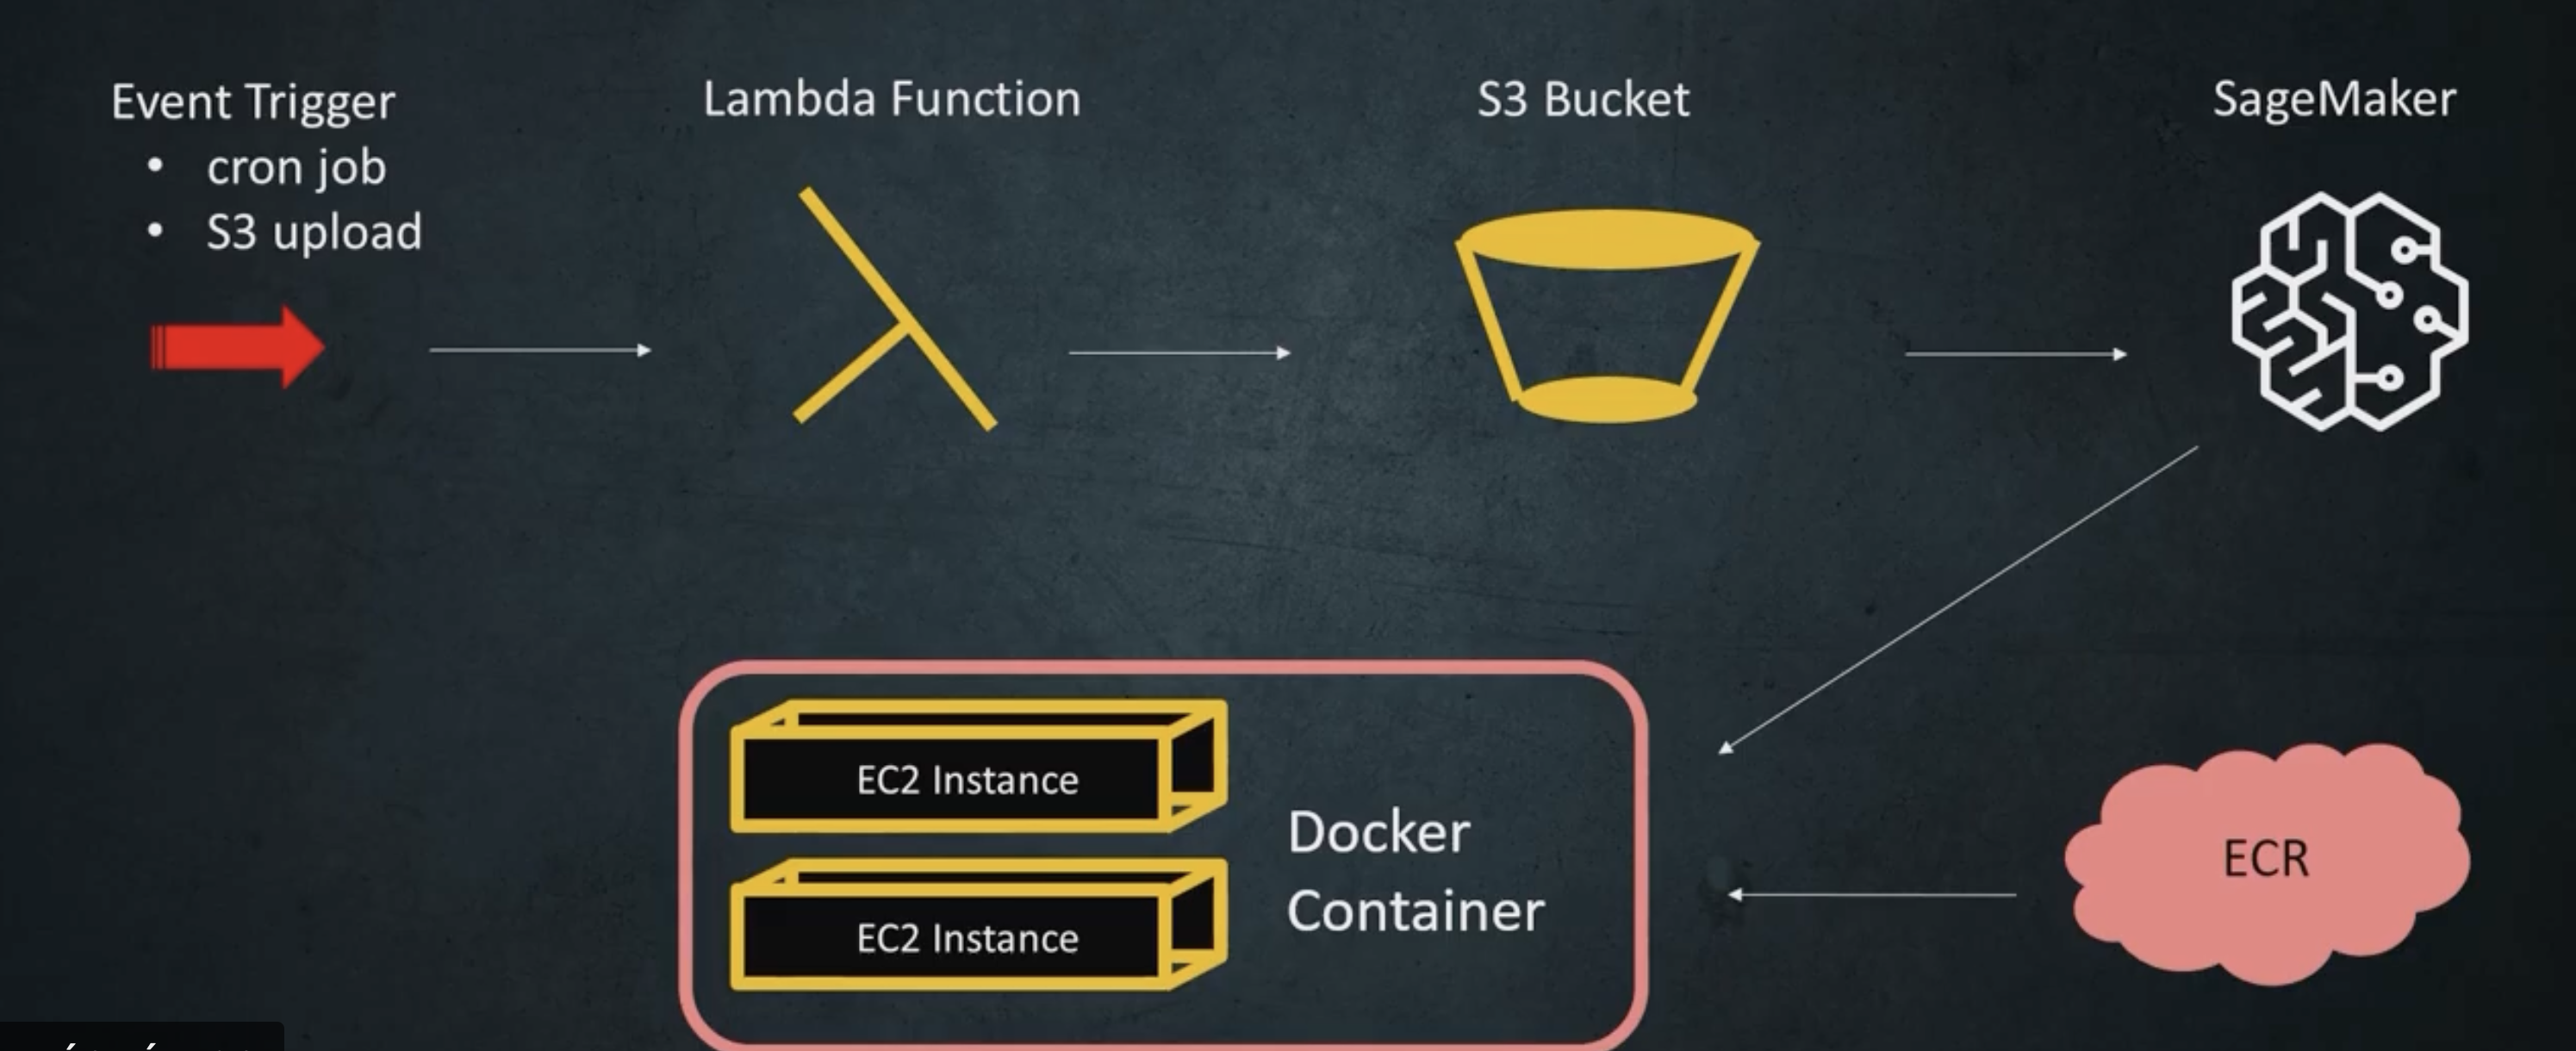 Event Trigger
• cron job
• S3 upload
Lambda Function
S3 Bucket
SageMaker
EC2 Instance
EC2 Instance
Docker
Container
ECR